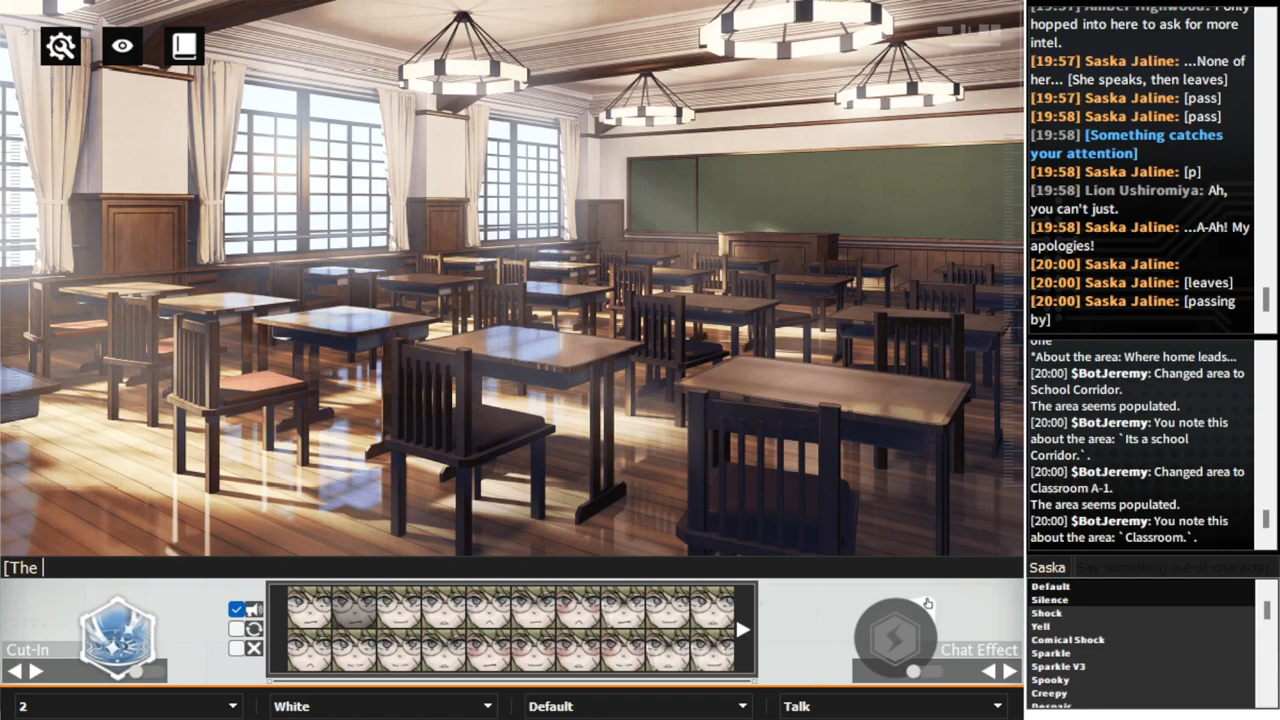 [19:57] Amber Highwood: I only
hopped into here to ask for more
intel.
[19:57] Saska Jaline: ...None of
her... [She speaks, then leaves]
[19:57] Saska Jaline: [pass]
[19:58] Saska Jaline: [pass]
[19:58] [Something catches
your attention]
[19:58] Saska Jaline: [p]
[19:58] Lion Ushiromiya: Ah,
you can't just.
[19:58] Saska Jaline: ...A-Ah! My
apologies!
[20:00] Saska Jaline:
[20:00] Saska Jaline: [leaves]
[20:00] Saska Jaline: [passing
by]
one
*About the area: Where home leads...
[20:00] $BotJeremy: Changed area to
School Corridor.
The area seems populated.
[20:00] $BotJeremy: You note this
about the area: `Its a school
Corridor.`.
[20:00] $BotJeremy: Changed area to
Classroom A-1.
The area seems populated.
[20:00] $BotJeremy: You note this
about the area: `Classroom.`.
[The
Saska Say something out-of-character...
Default
Silence
Shock
Yell
Comical Shock
Sparkle
Sparkle V3
Spooky
Creepy
Despair
Cut-In
Chat Effect
2
White
Default
Talk